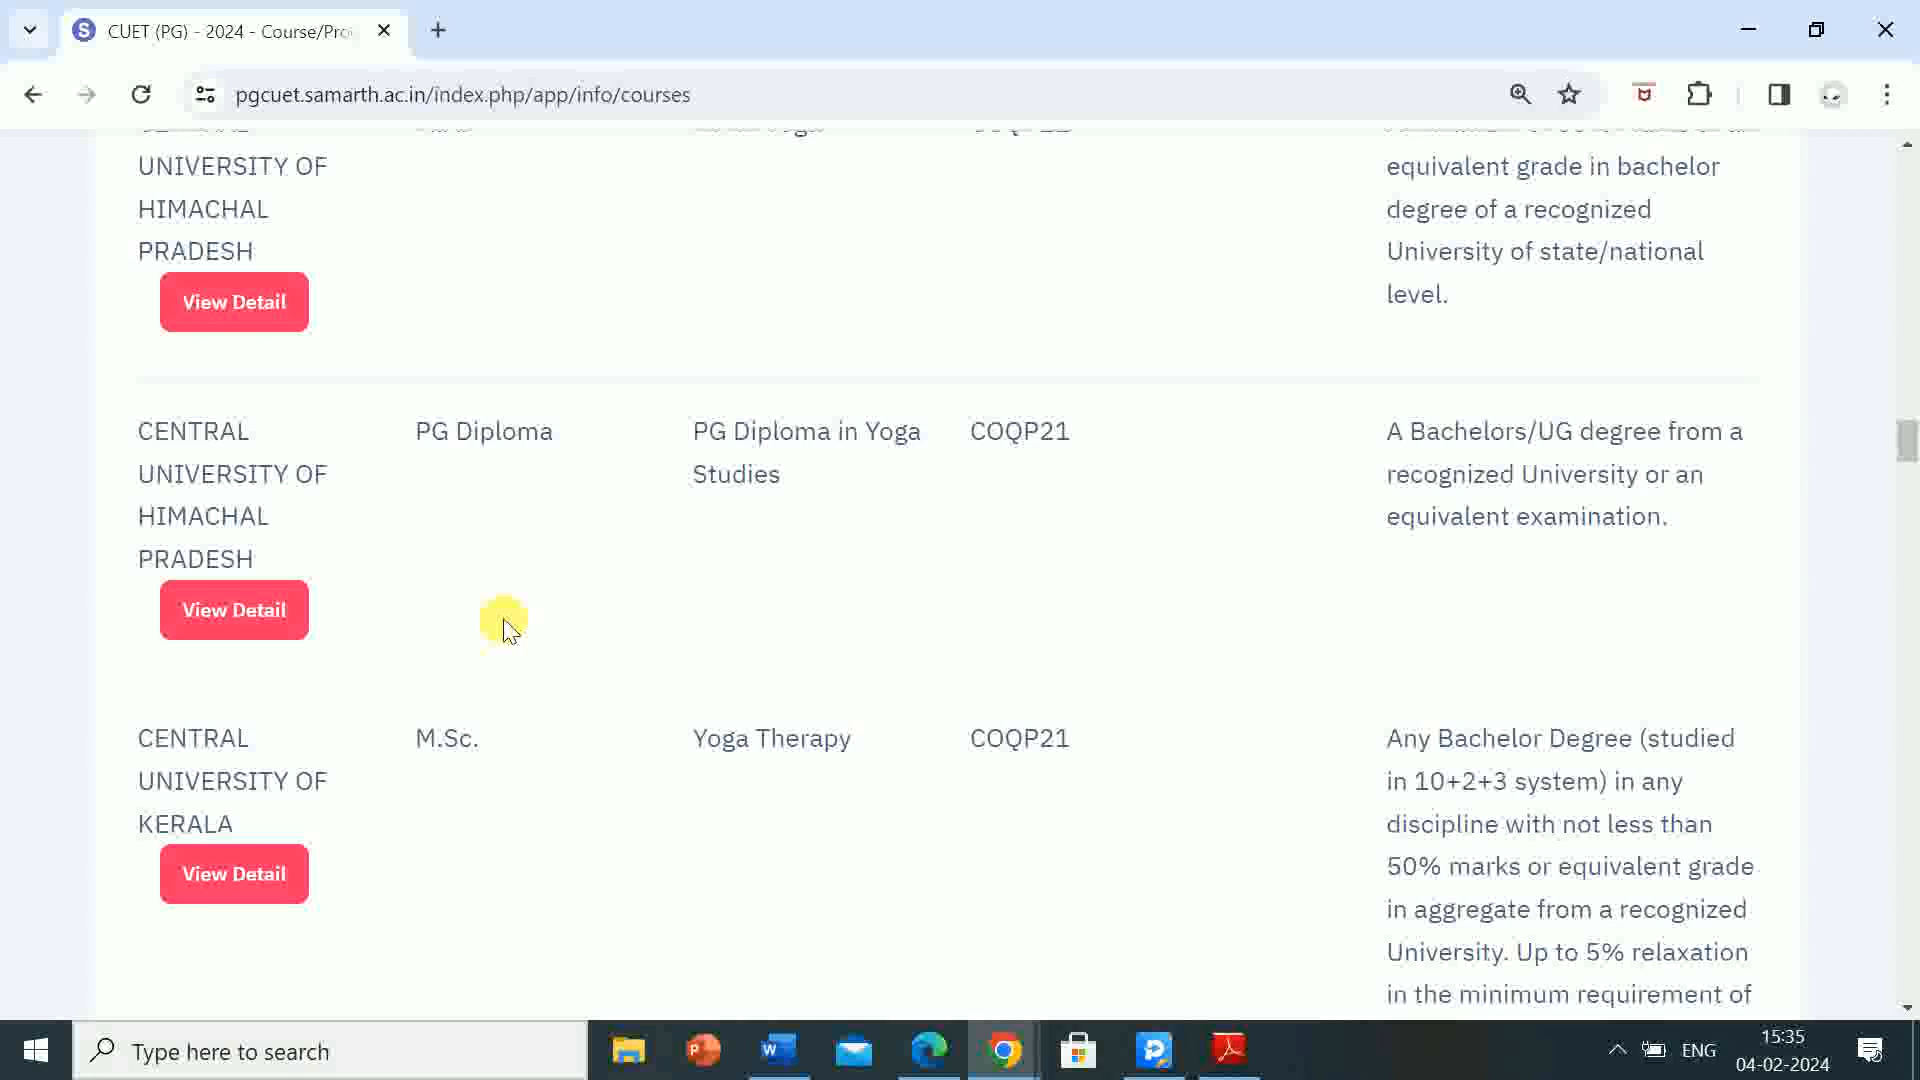 CUET (PG) - 2024 - Course/Pro
pgcuet.samarth.ac.in/index.php/app/info/courses
UNIVERSITY OF
HIMACHAL
PRADESH
View Detail
equivalent grade in bachelor
degree of a recognized
University of state/national
level.
CENTRAL
UNIVERSITY OF
HIMACHAL
PRADESH
View Detail
PG Diploma
PG Diploma in Yoga
Studies
COQP21
A Bachelors/UG degree from a
recognized University or an
equivalent examination.
CENTRAL
UNIVERSITY OF
KERALA
View Detail
M.Sc.
Yoga Therapy
COQP21
Any Bachelor Degree (studied
in 10+2+3 system) in any
discipline with not less than
50% marks or equivalent grade
in aggregate from a recognized
University. Up to 5% relaxation
in the minimum requirement of
Type here to search
ENG
15:35
04-02-2024